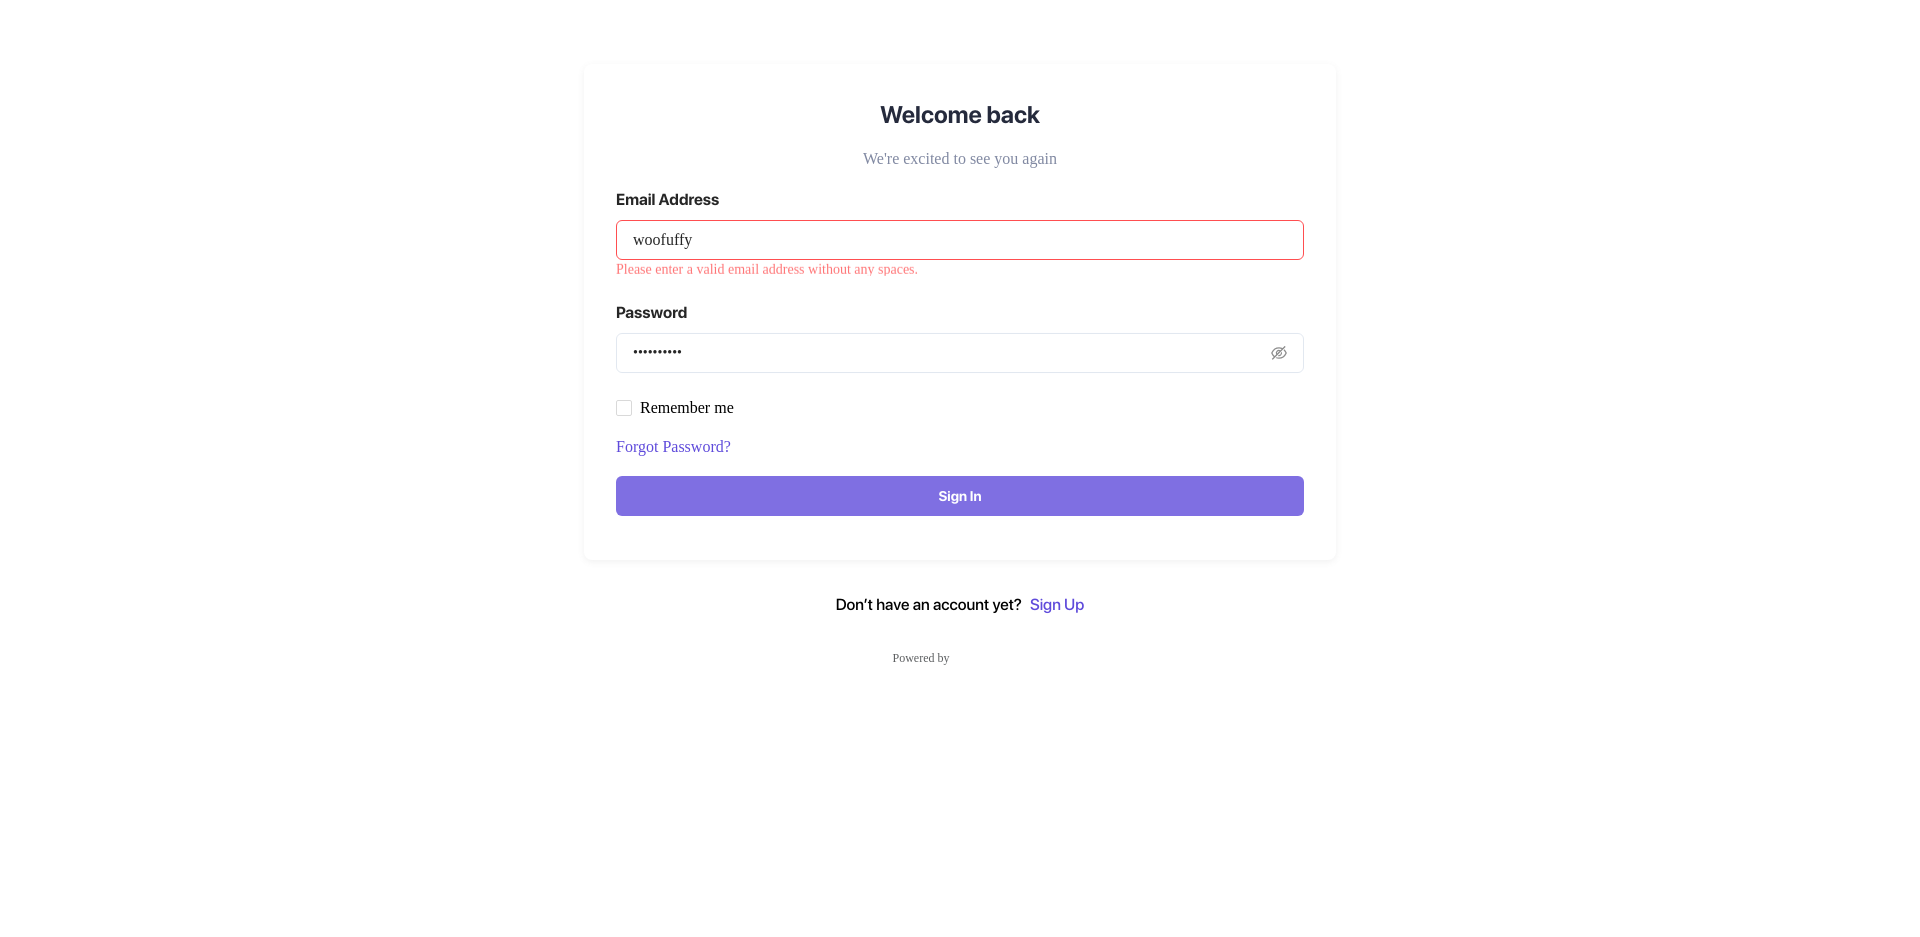 Welcome back
We're excited to see you again
Email Address
woofuffy
Please enter a valid email address without any spaces.
Password
••••••••••
Remember me
Forgot Password?
Sign In
Don’t have an account yet? Sign Up
Powered by